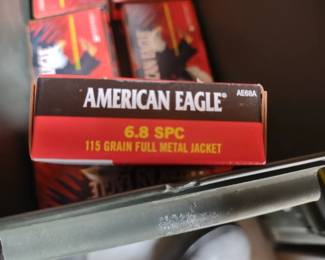 AMERICAN EAGLE®
AE68A
6.8 SPC
115 GRAIN FULL METAL JACKET